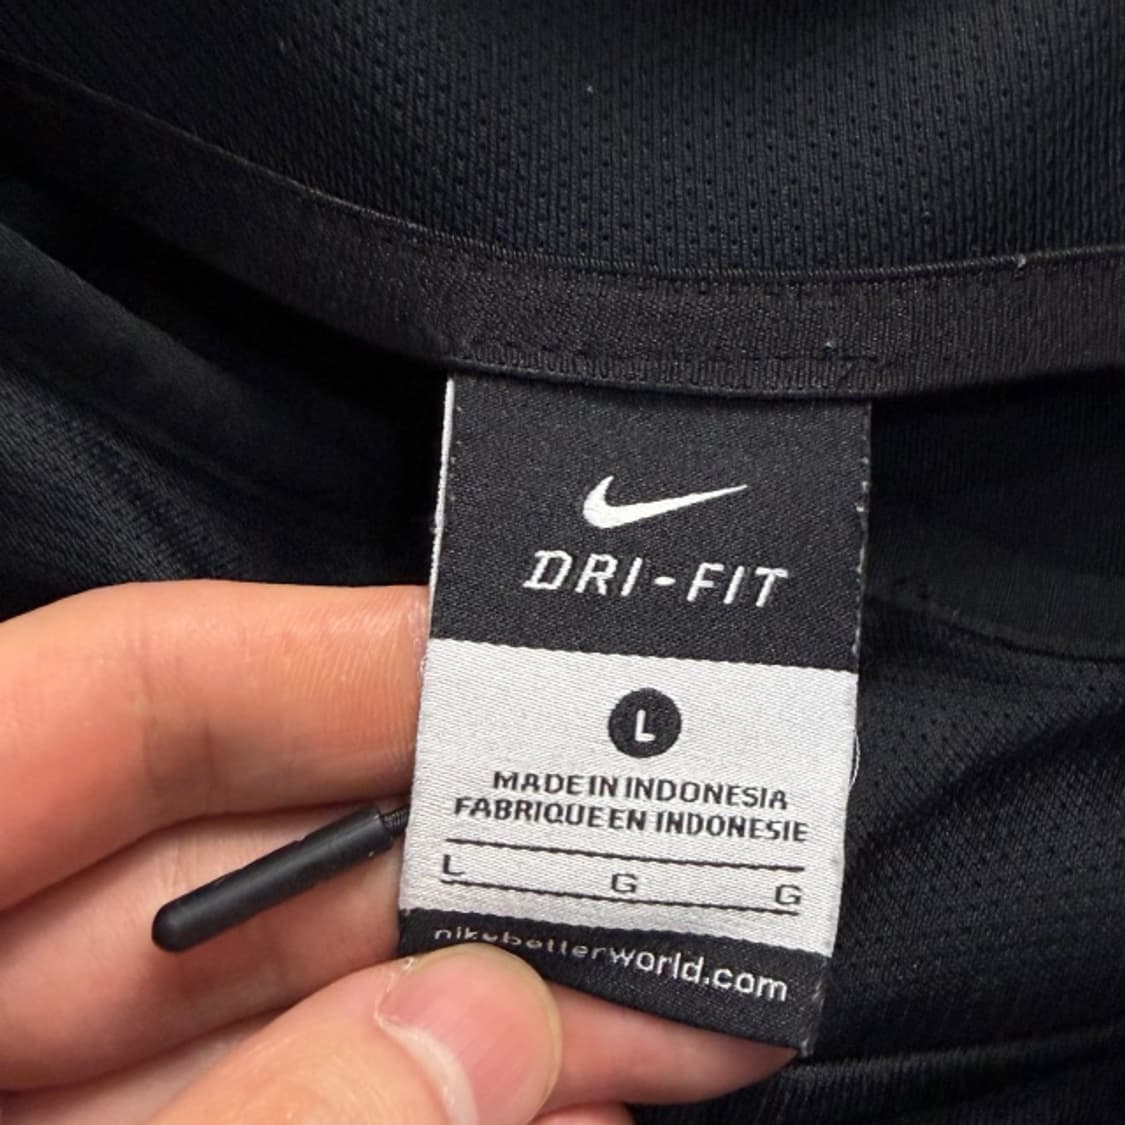 DRI-FIT
L
MADE IN INDONESIA
FABRIQUE EN INDONESIE
L G G
nikebetterworld.com